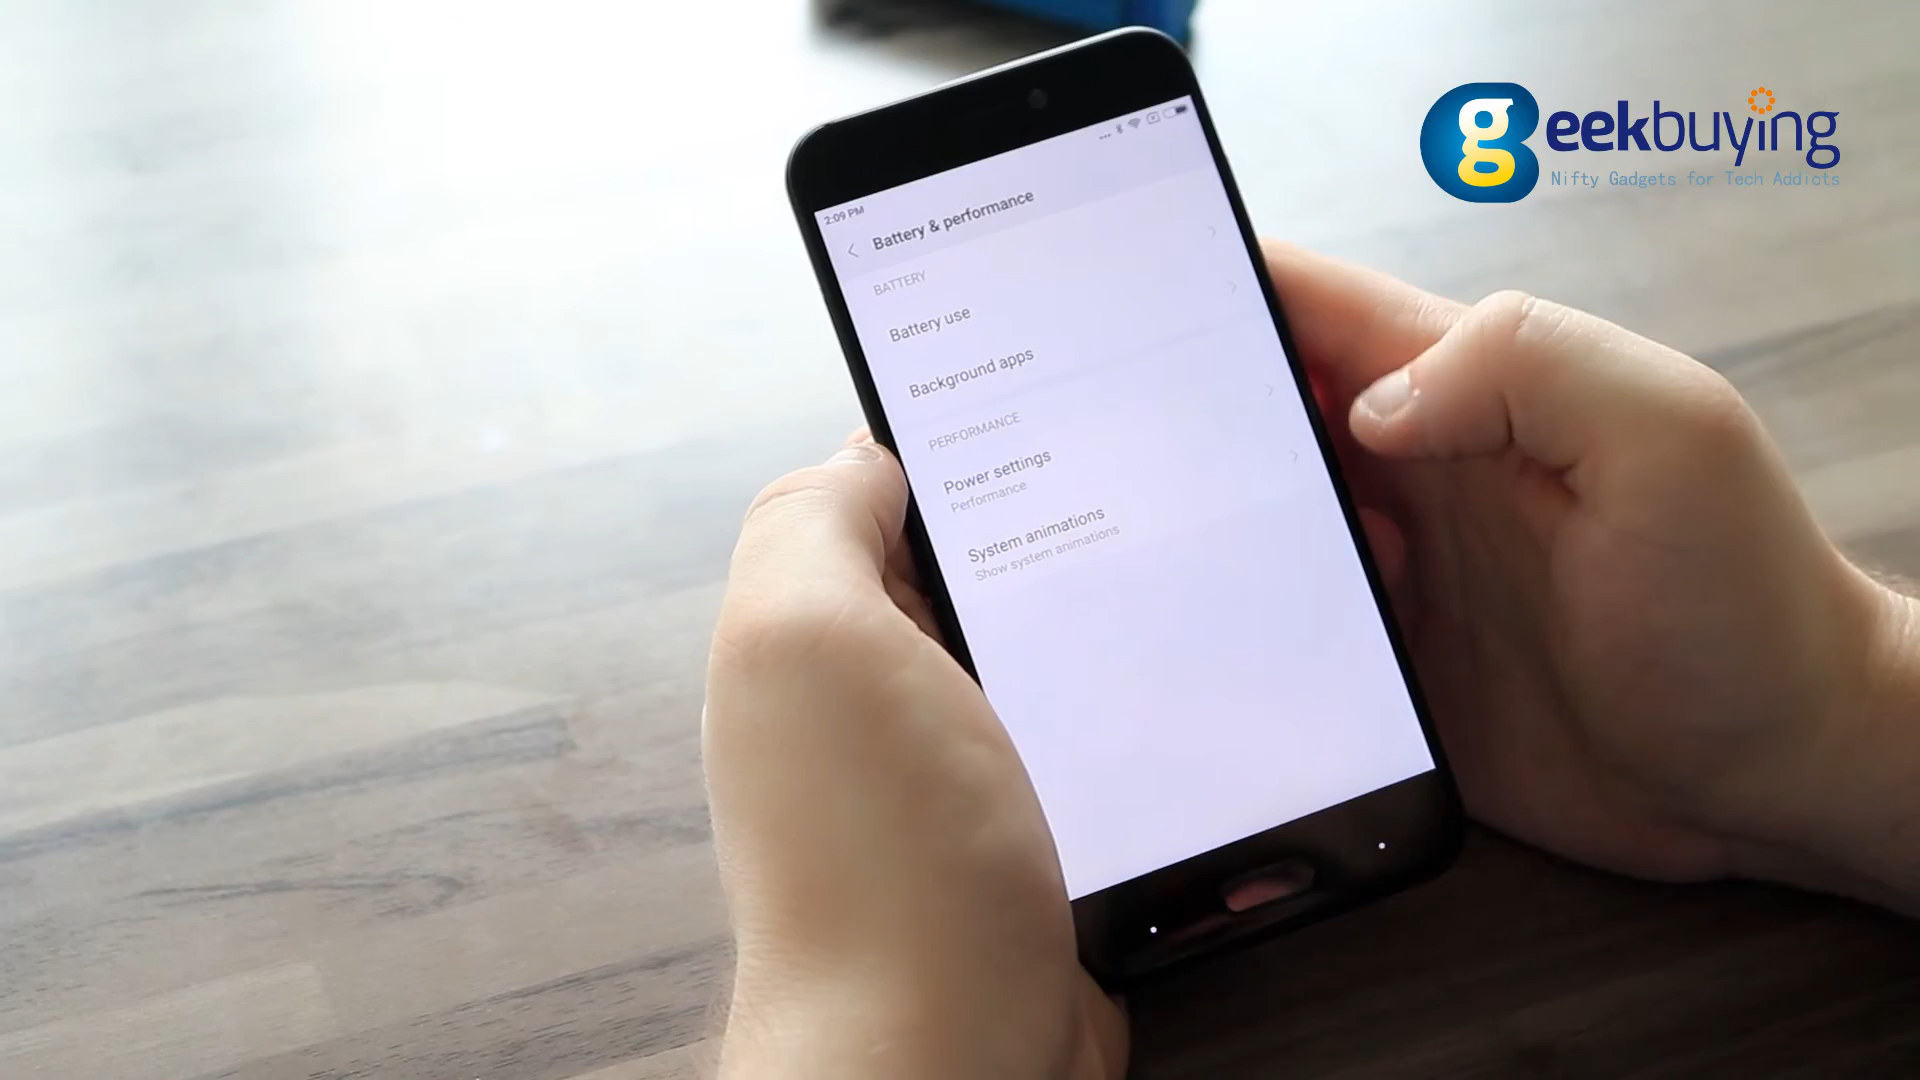 geekbuying
Nifty Gadgets for Tech Addicts
2:09 PM
Battery & performance
BATTERY
Battery use
Background apps
PERFORMANCE
Power settings
Performance
System animations
Show system animations